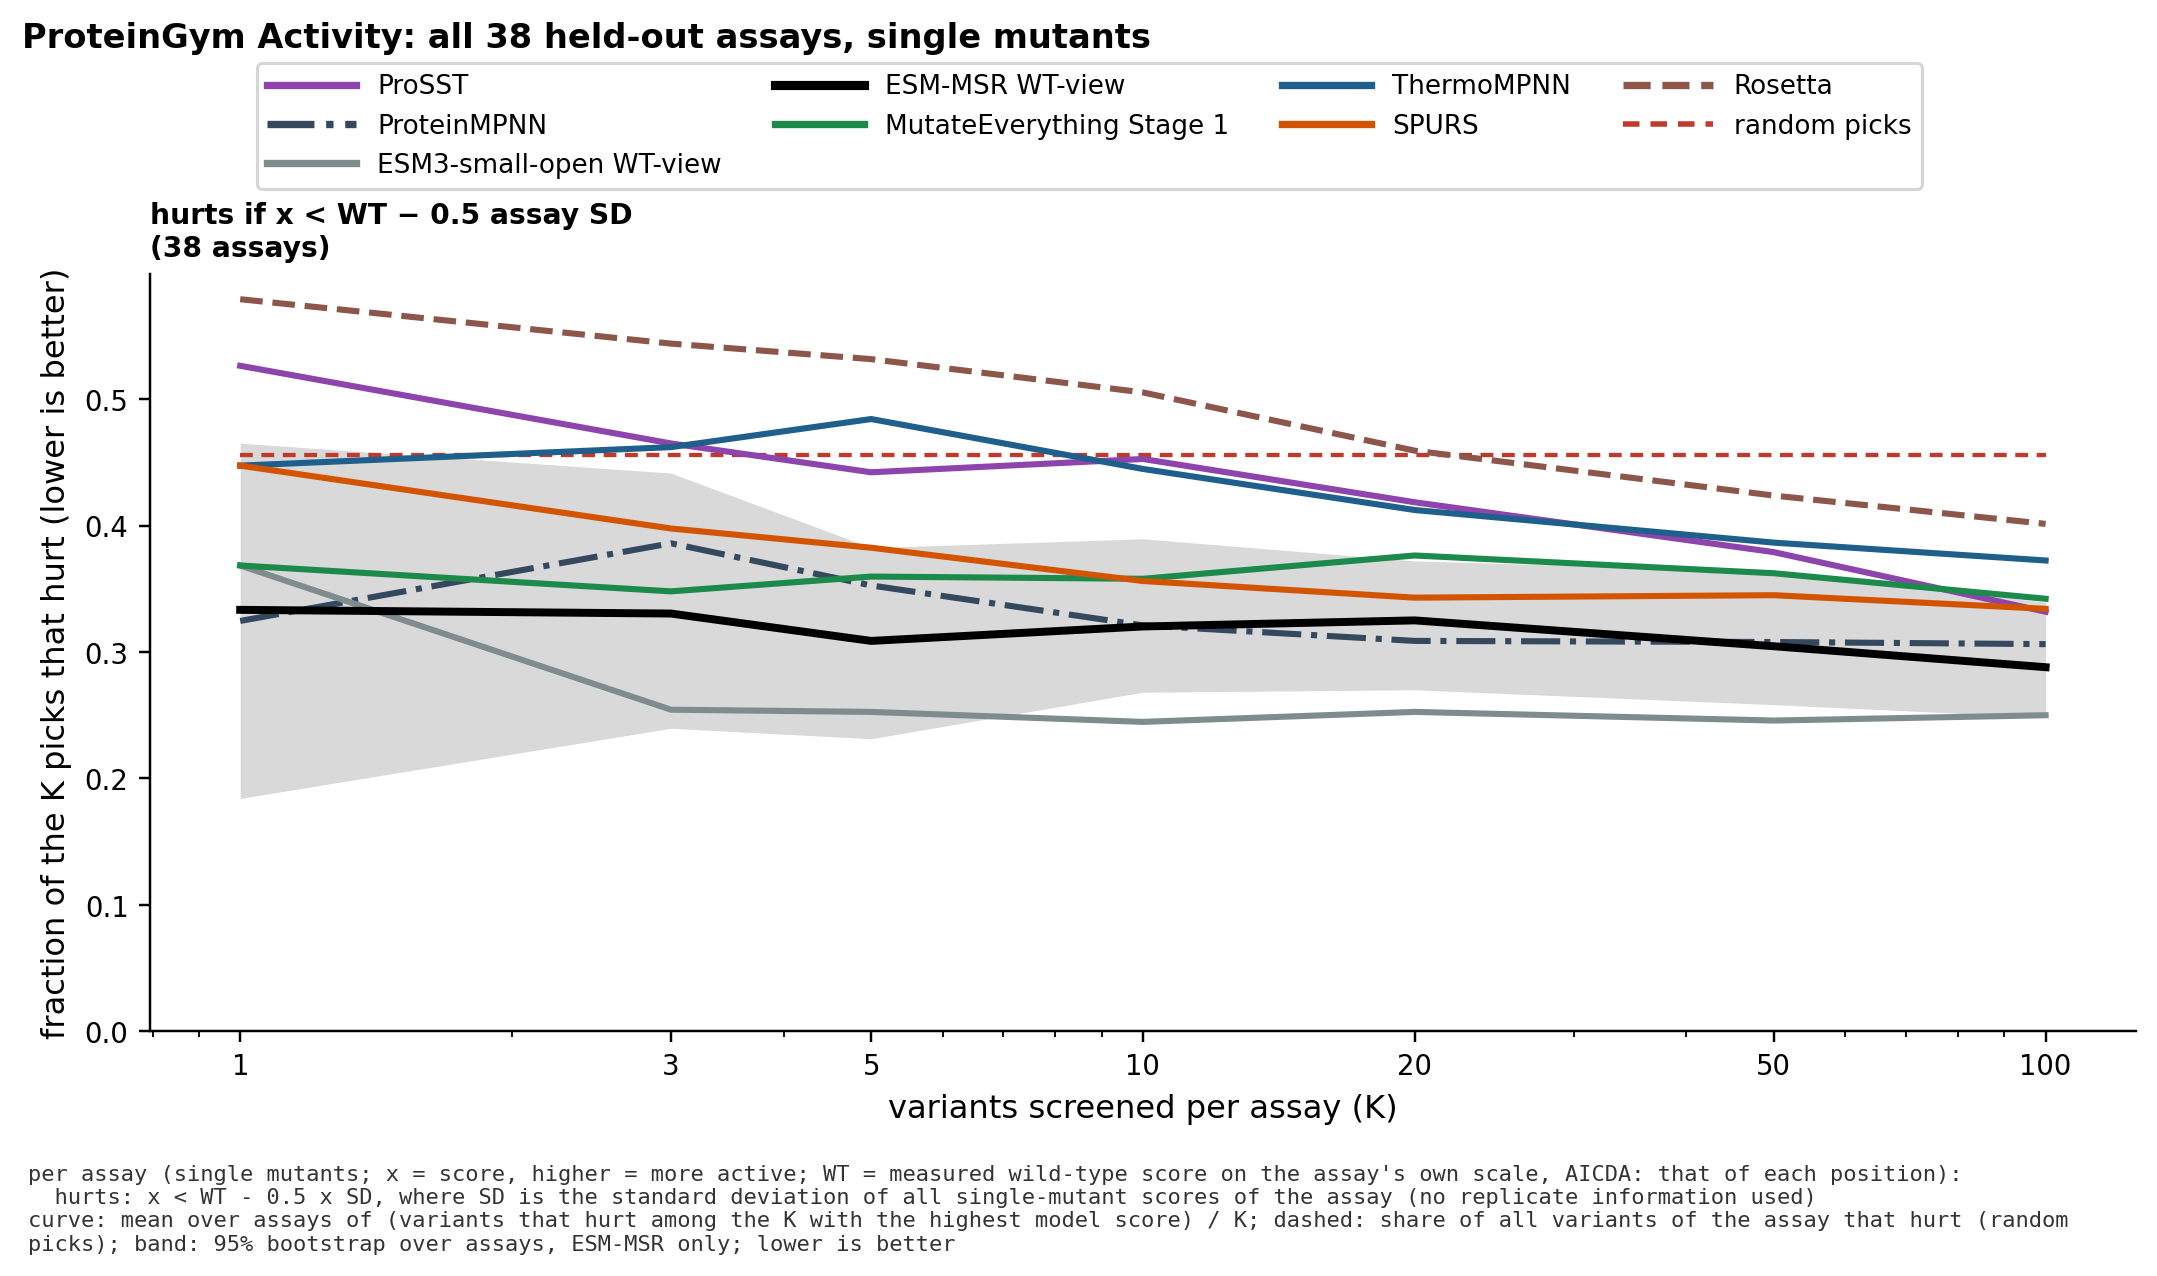 ProteinGym Activity: all 38 held-out assays, single mutants
ProSST
ProteinMPNN
ESM3-small-open WT-view
ESM-MSR WT-view
MutateEverything Stage 1
ThermoMPNN
SPURS
Rosetta
random picks
hurts if x < WT − 0.5 assay SD
(38 assays)
fraction of the K picks that hurt (lower is better)
0.5
0.4
0.3
0.2
0.1
0.0
1
3
5
10
20
50
100
variants screened per assay (K)
per assay (single mutants; x = score, higher = more active; WT = measured wild-type score on the assay's own scale, AICDA: that of each position):
hurts: x < WT - 0.5 x SD, where SD is the standard deviation of all single-mutant scores of the assay (no replicate information used)
curve: mean over assays of (variants that hurt among the K with the highest model score) / K; dashed: share of all variants of the assay that hurt (random
picks); band: 95% bootstrap over assays, ESM-MSR only; lower is better